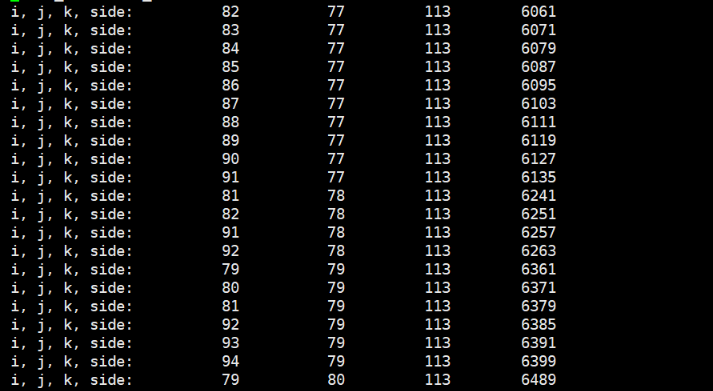 i, j, k, side: 82 77 113 6061
i, j, k, side: 83 77 113 6071
i, j, k, side: 84 77 113 6079
i, j, k, side: 85 77 113 6087
i, j, k, side: 86 77 113 6095
i, j, k, side: 87 77 113 6103
i, j, k, side: 88 77 113 6111
i, j, k, side: 89 77 113 6119
i, j, k, side: 90 77 113 6127
i, j, k, side: 91 77 113 6135
i, j, k, side: 81 78 113 6241
i, j, k, side: 82 78 113 6251
i, j, k, side: 91 78 113 6257
i, j, k, side: 92 78 113 6263
i, j, k, side: 79 79 113 6361
i, j, k, side: 80 79 113 6371
i, j, k, side: 81 79 113 6379
i, j, k, side: 92 79 113 6385
i, j, k, side: 93 79 113 6391
i, j, k, side: 94 79 113 6399
i, j, k, side: 79 80 113 6489